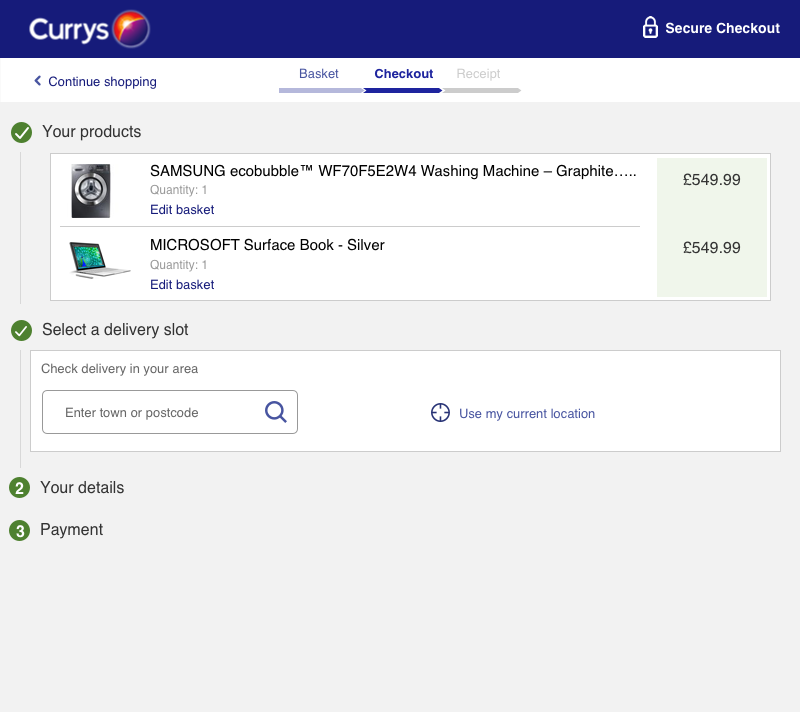 Currys
Secure Checkout
Continue shopping
Basket
Checkout
Receipt
Your products
SAMSUNG ecobubble™ WF70F5E2W4 Washing Machine – Graphite…..
Quantity: 1
Edit basket
£549.99
MICROSOFT Surface Book - Silver
Quantity: 1
Edit basket
£549.99
Select a delivery slot
Check delivery in your area
Enter town or postcode
Use my current location
2 Your details
3 Payment